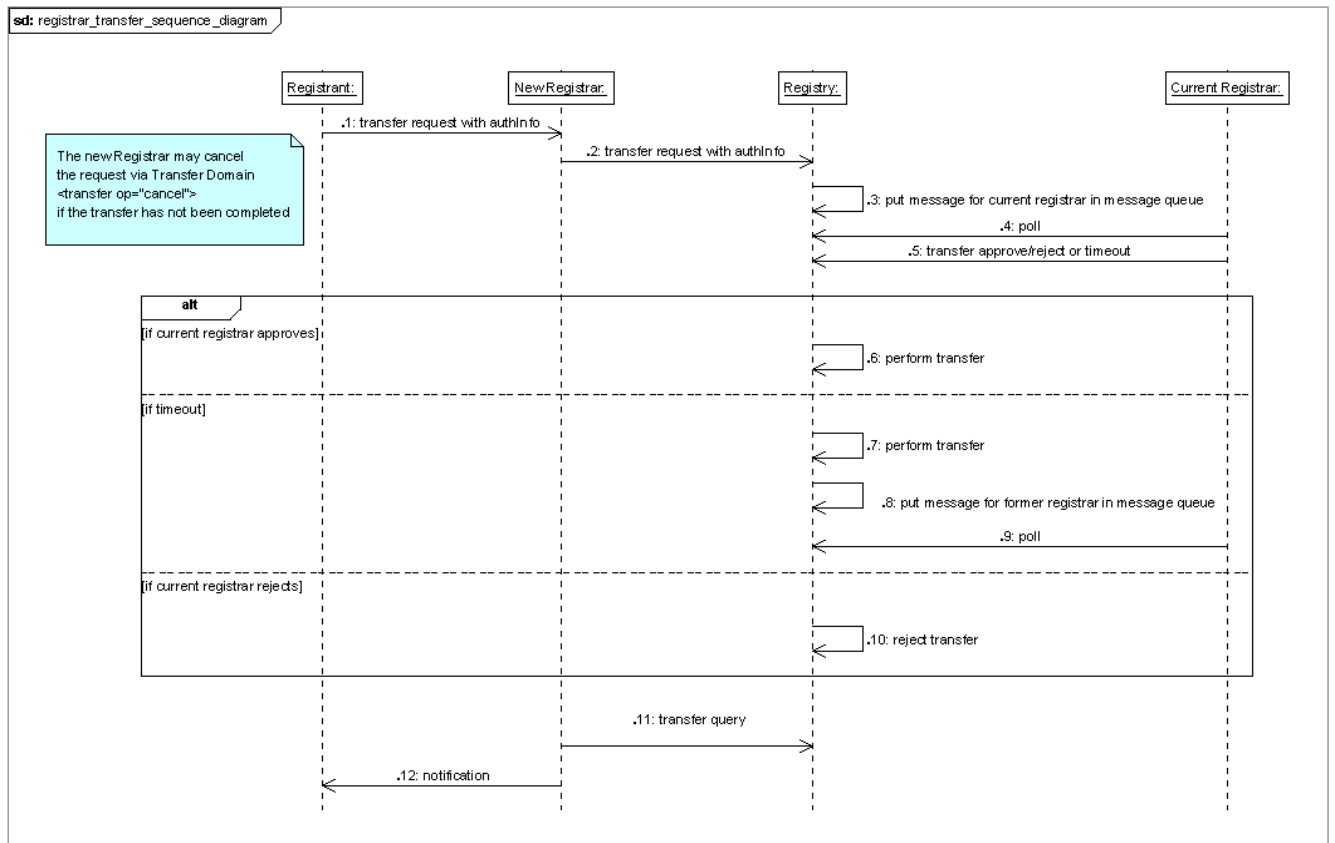 sd: registrar_transfer_sequence_diagram
Registrant:
New Registrar:
Registry:
Current Registrar:
.1: transfer request with authInfo
.2: transfer request with authInfo
The new Registrar may cancel
the request via Transfer Domain
<transfer op="cancel">
if the transfer has not been completed
.3: put message for current registrar in message queue
.4: poll
.5: transfer approve/reject or timeout
alt
[if current registrar approves]
.6: perform transfer
[if timeout]
.7: perform transfer
.8: put message for former registrar in message queue
.9: poll
[if current registrar rejects]
.10: reject transfer
.11: transfer query
.12: notification